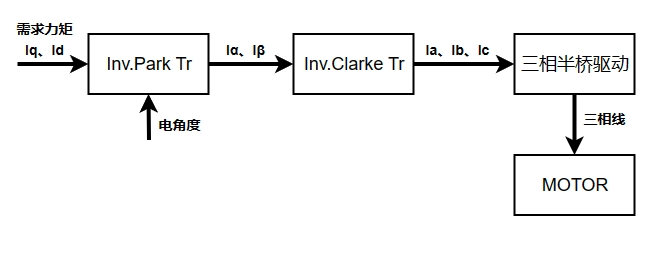 需求力矩
Iq、Id
Inv.Park Tr
Iα、Iβ
Inv.Clarke Tr
Ia、Ib、Ic
三相半桥驱动
电角度
三相线
MOTOR